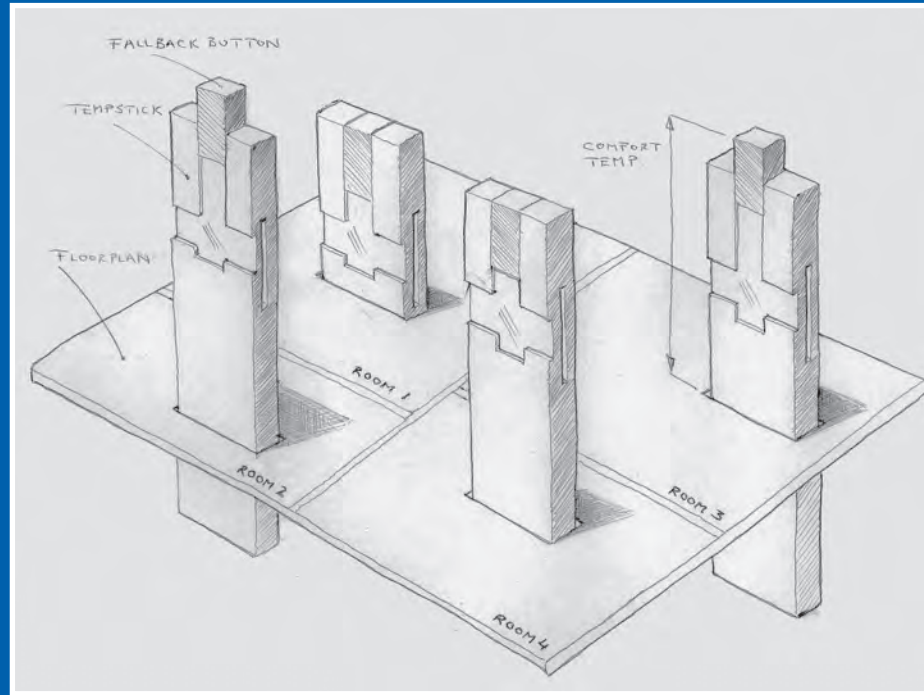 FALLBACK BUTTON
TEMPSTICK
COMFORT
TEMP.
FLOORPLAN
ROOM 1
ROOM 2
ROOM 3
ROOM 4